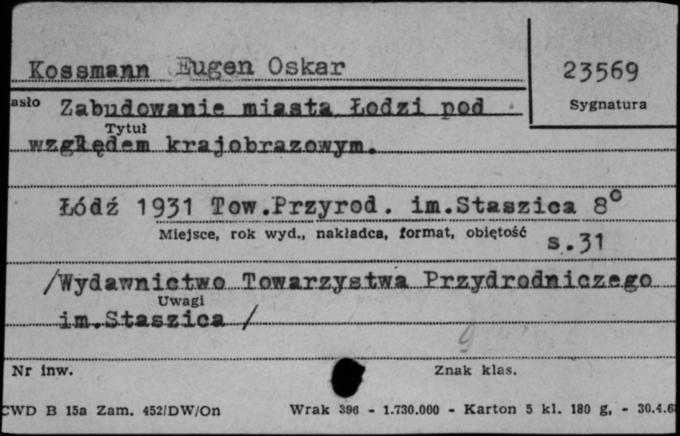 Kossmann Eugen Oskar
23569
asło Zabudowanie miasta Łodzi pod
Sygnatura
Tytuł
względem krajobrazowym.
Łódź 1931 Tow.Przyrod. im.Staszica 8°
Miejsce, rok wyd., nakładca, format, objętość
s.31
/Wydawnictwo Towarzystwa Przydrodniczego
Uwagi
im.Staszica /
Nr inw.
Znak klas.
CWD B 15a Zam. 452/DW/On Wrak 396 - 1.730.000 - Karton 5 kl. 180 g, - 30.4.6